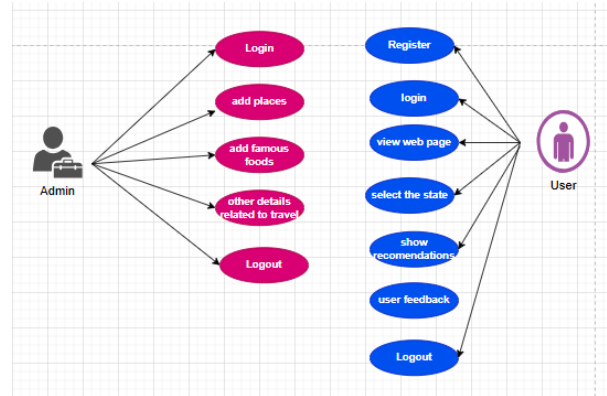 Login
add places
add famous
foods
other details
related to travel
Logout
Admin
Register
login
view web page
select the state
show
recomendations
user feedback
Logout
User